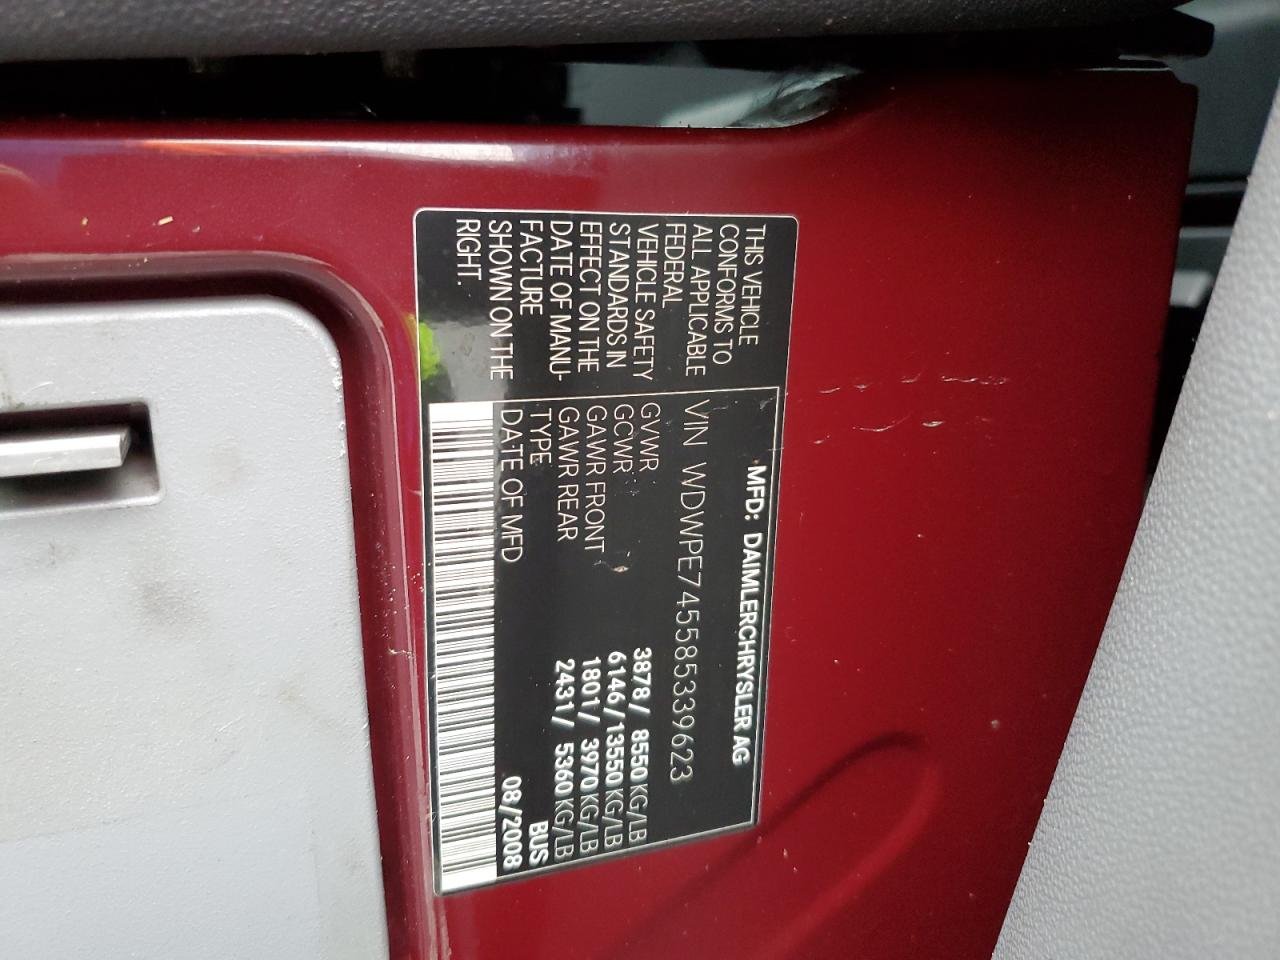 MFD: DAIMLERCHRYSLER AG
THIS VEHICLE
CONFORMS TO
ALL APPLICABLE
FEDERAL
VEHICLE SAFETY
STANDARDS IN
EFFECT ON THE
DATE OF MANU-
FACTURE
SHOWN ON THE
RIGHT.
VIN WDWPE745585339623
GVWR 3878/ 8550 KG/LB
GCWR 6146/13550 KG/LB
GAWR FRONT 1801/ 3970 KG/LB
GAWR REAR 2431/ 5360 KG/LB
TYPE BUS
DATE OF MFD 08/2008